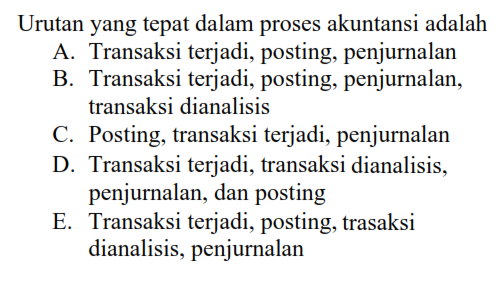 Urutan yang tepat dalam proses akuntansi adalah
A. Transaksi terjadi, posting, penjurnalan
B. Transaksi terjadi, posting, penjurnalan,
transaksi dianalisis
C. Posting, transaksi terjadi, penjurnalan
D. Transaksi terjadi, transaksi dianalisis,
penjurnalan, dan posting
E. Transaksi terjadi, posting, trasaksi
dianalisis, penjurnalan